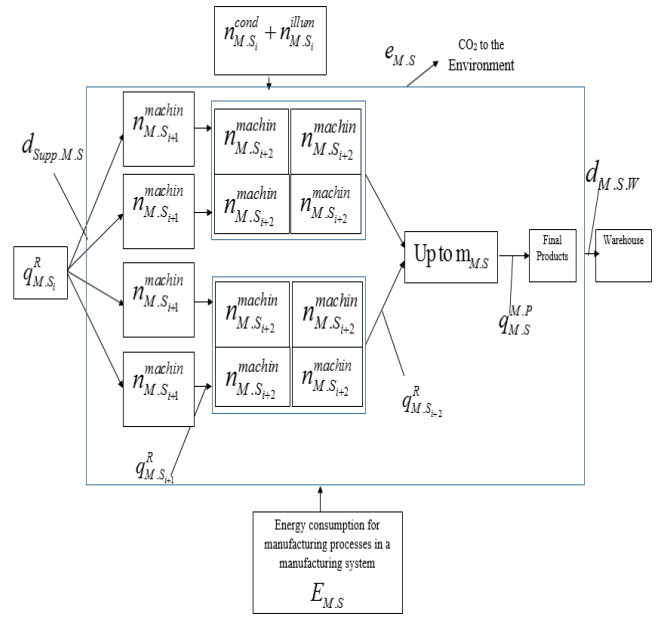 n^{cond}_{M.S_i} + n^{illum}_{M.S_i}
e_{M.S}
CO₂ to the
Environment
d_{Supp.M.S}
n^{machin}_{M.S_{i+1}}
n^{machin}_{M.S_{i+2}} n^{machin}_{M.S_{i+2}}
n^{machin}_{M.S_{i+1}}
n^{machin}_{M.S_{i+2}} n^{machin}_{M.S_{i+2}}
d_{M.S.W}
q^{R}_{M.S_i}
Up to m_{M.S}
Final
Products
Warehouse
n^{machin}_{M.S_{i+1}}
n^{machin}_{M.S_{i+2}} n^{machin}_{M.S_{i+2}}
q^{M.P}_{M.S}
n^{machin}_{M.S_{i+1}}
n^{machin}_{M.S_{i+2}} n^{machin}_{M.S_{i+2}}
q^{R}_{M.S_{i+2}}
q^{R}_{M.S_{i+1}}
Energy consumption for
manufacturing processes in a
manufacturing system
E_{M.S}